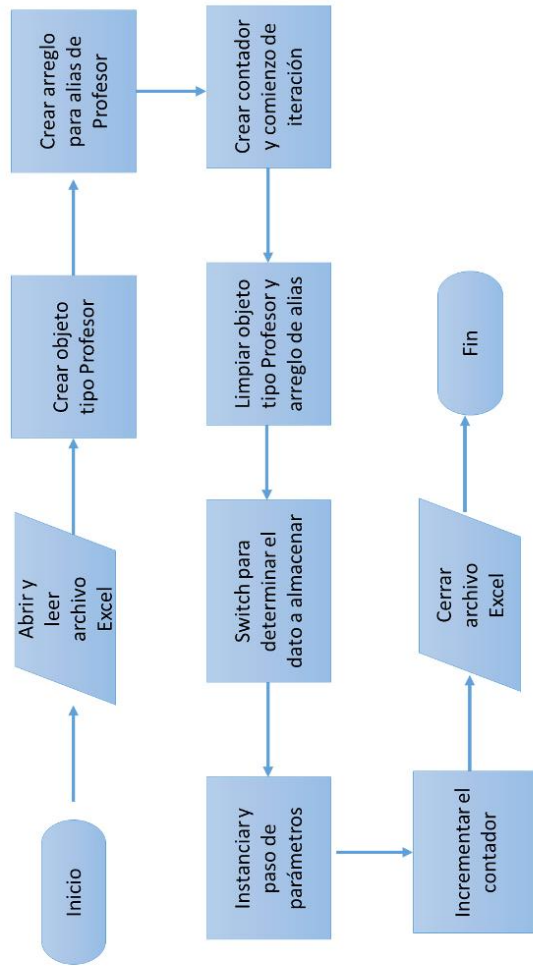 Inicio
Abrir y
leer
archivo
Excel
Crear objeto
tipo Profesor
Crear arreglo
para alias de
Profesor
Crear contador
y comienzo de
iteración
Limpiar objeto
tipo Profesor y
arreglo de alias
Switch para
determinar el
dato a almacenar
Instanciar y
paso de
parámetros
Incrementar el
contador
Cerrar
archivo
Excel
Fin